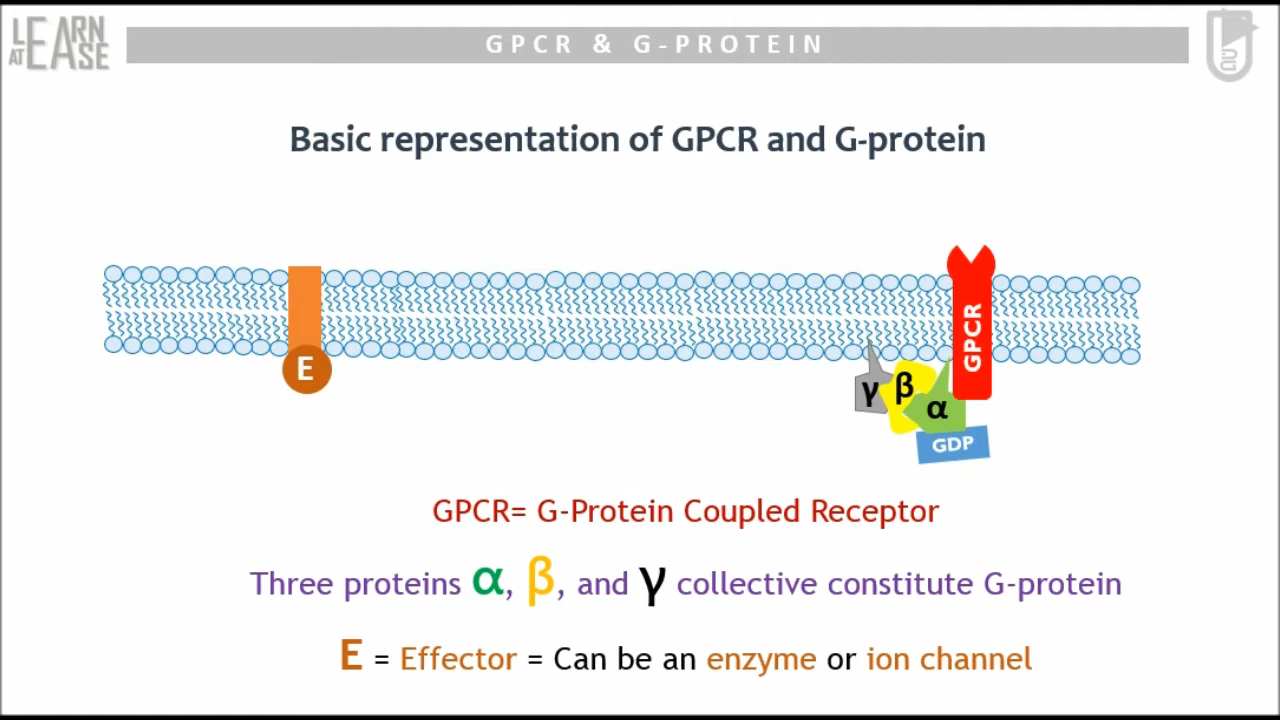 LEARN
AT EASE
GPCR & G-PROTEIN
Basic representation of GPCR and G-protein
E
GPCR
γ
β
α
GDP
GPCR= G-Protein Coupled Receptor
Three proteins α, β, and γ collective constitute G-protein
E = Effector = Can be an enzyme or ion channel